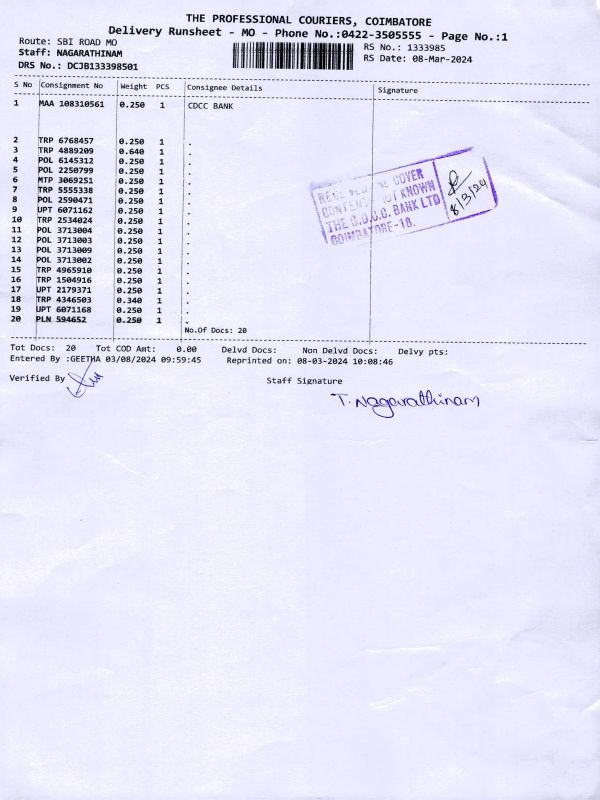 THE PROFESSIONAL COURIERS, COIMBATORE
Delivery Runsheet - MO - Phone No.:0422-3505555 - Page No.:1
Route: SBI ROAD MO RS No.: 1333985
Staff: NAGARATHINAM RS Date: 08-Mar-2024
DRS No.: DCJB133398501
S No Consignment No Weight PCS Consignee Details Signature
1 MAA 108310561 0.250 1 CDCC BANK
2 TRP 6768457 0.250 1 .
3 TRP 4889209 0.640 1 .
4 POL 6145312 0.250 1 .
5 POL 2250799 0.250 1 .
6 MTP 3069251 0.250 1 .
7 TRP 5555338 0.250 1 .
8 POL 2590471 0.250 1 .
9 UPT 6071162 0.250 1 .
10 TRP 2534024 0.250 1 .
11 POL 3713004 0.250 1 .
12 POL 3713003 0.250 1 .
13 POL 3713009 0.250 1 .
14 POL 3713002 0.250 1 .
15 TRP 4965910 0.250 1 .
16 TRP 1504916 0.250 1 .
17 UPT 2179371 0.250 1 .
18 TRP 4346503 0.340 1 .
19 UPT 6071168 0.250 1 .
20 PLN 594652 0.250 1 .
No.Of Docs: 20
RECEIVED THE COVER
CONTENTS NOT KNOWN
THE C.D.C.C. BANK LTD
COIMBATORE-18.
8/3/24
Tot Docs: 20 Tot COD Amt: 0.00 Delvd Docs: Non Delvd Docs: Delvy pts:
Entered By :GEETHA 03/08/2024 09:59:45 Reprinted on: 08-03-2024 10:08:46
Verified By
Staff Signature
T. Nagarathinam